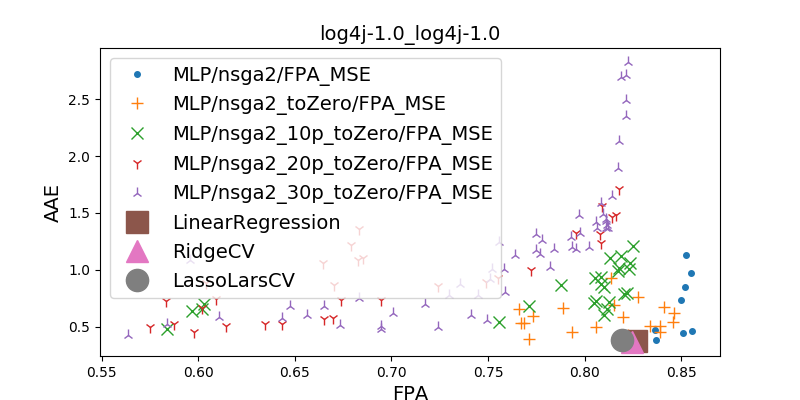 log4j-1.0_log4j-1.0
MLP/nsga2/FPA_MSE
MLP/nsga2_toZero/FPA_MSE
MLP/nsga2_10p_toZero/FPA_MSE
MLP/nsga2_20p_toZero/FPA_MSE
MLP/nsga2_30p_toZero/FPA_MSE
LinearRegression
RidgeCV
LassoLarsCV
AAE
2.5
2.0
1.5
1.0
0.5
0.55 0.60 0.65 0.70 0.75 0.80 0.85
FPA